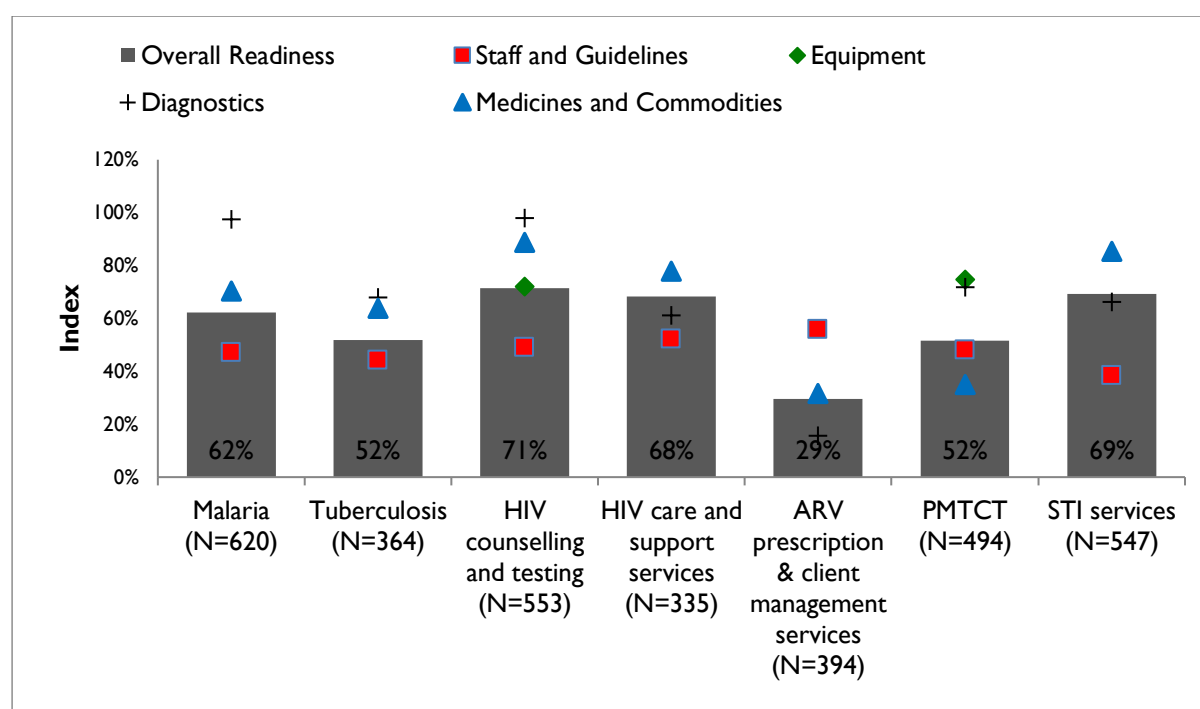 Overall Readiness
Staff and Guidelines
Equipment
Diagnostics
Medicines and Commodities
120%
100%
80%
60%
40%
20%
0%
Index
62%
52%
71%
68%
29%
52%
69%
Malaria
(N=620)
Tuberculosis
(N=364)
HIV
counselling
and testing
(N=553)
HIV care and
support
services
(N=335)
ARV
prescription
& client
management
services
(N=394)
PMTCT
(N=494)
STI services
(N=547)